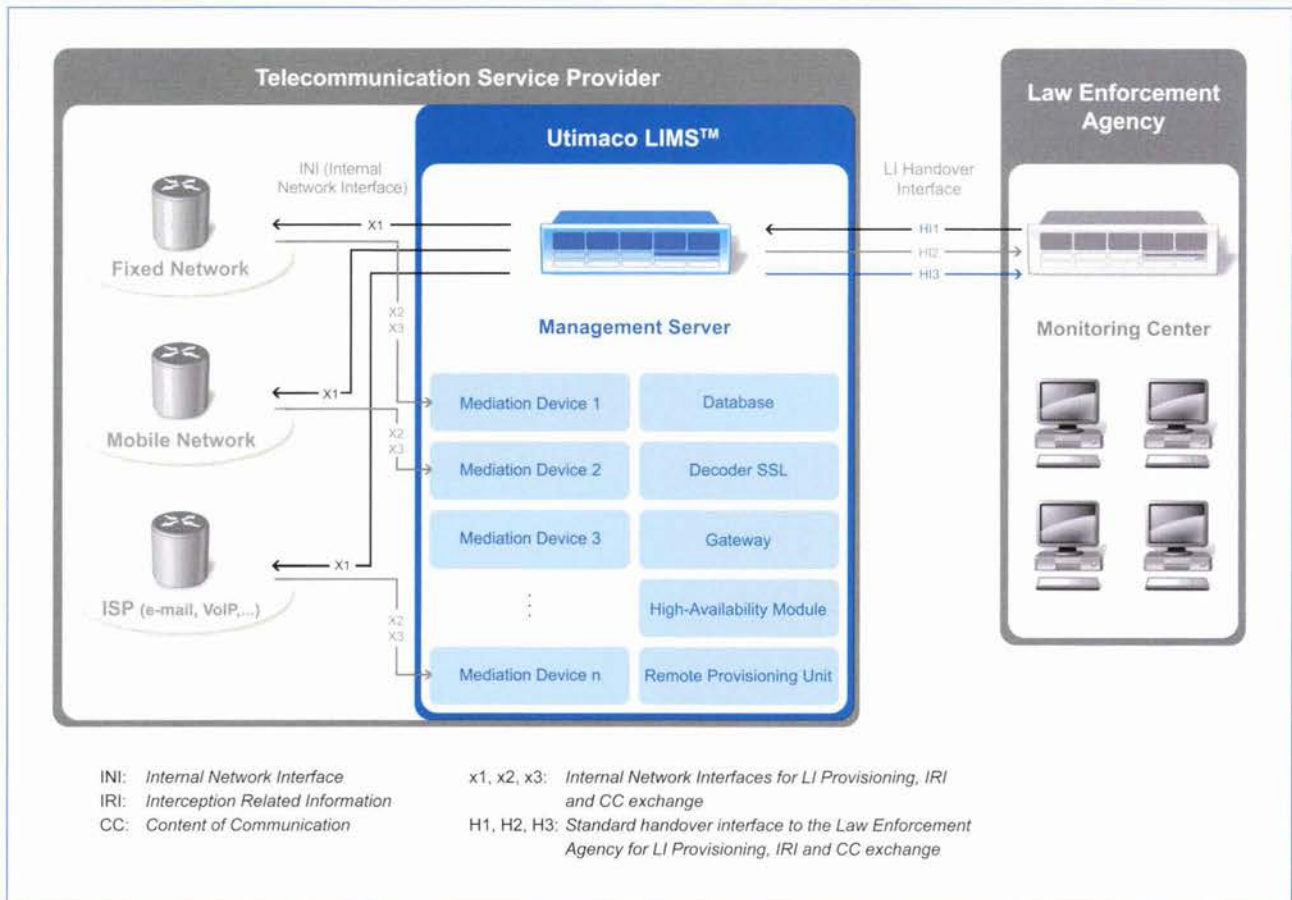 Telecommunication Service Provider
Law Enforcement
Agency
Utimaco LIMS™
INI (Internal
Network Interface)
LI Handover
Interface
X1
HI1
HI2
HI3
Fixed Network
X2
X3
Management Server
Monitoring Center
X1
Mediation Device 1
Database
Mobile Network
X2
X3
Mediation Device 2
Decoder SSL
Mediation Device 3
Gateway
X1
ISP (e-mail, VoIP,...)
High-Availability Module
X2
X3
Mediation Device n
Remote Provisioning Unit
INI: Internal Network Interface
IRI: Interception Related Information
CC: Content of Communication
x1, x2, x3: Internal Network Interfaces for LI Provisioning, IRI
and CC exchange
H1, H2, H3: Standard handover interface to the Law Enforcement
Agency for LI Provisioning, IRI and CC exchange